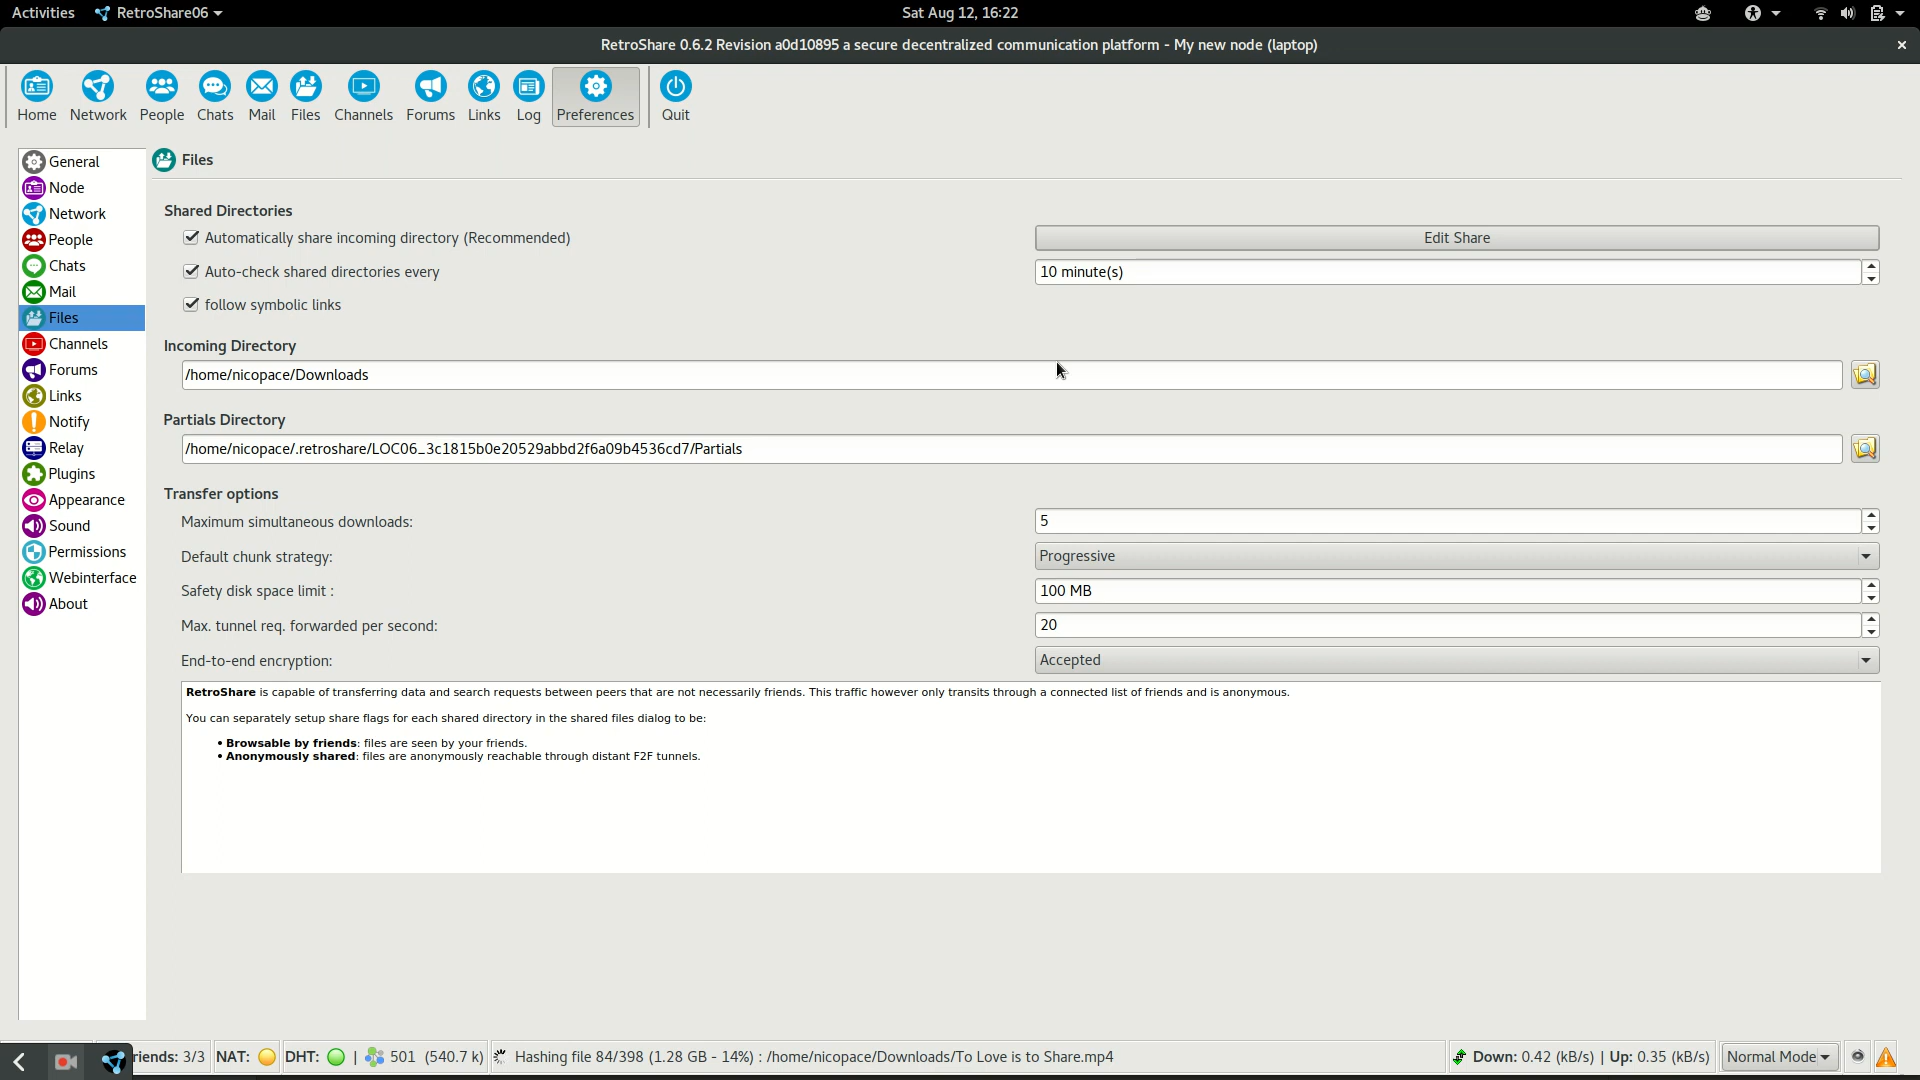 Activities RetroShare06 Sat Aug 12, 16:22
RetroShare 0.6.2 Revision a0d10895 a secure decentralized communication platform - My new node (laptop)
Home Network People Chats Mail Files Channels Forums Links Log Preferences Quit
General
Node
Network
People
Chats
Mail
Files
Channels
Forums
Links
Notify
Relay
Plugins
Appearance
Sound
Permissions
Webinterface
About
Files
Shared Directories
Automatically share incoming directory (Recommended) Edit Share
Auto-check shared directories every 10 minute(s)
follow symbolic links
Incoming Directory
/home/nicopace/Downloads
Partials Directory
/home/nicopace/.retroshare/LOC06_3c1815b0e20529abbd2f6a09b4536cd7/Partials
Transfer options
Maximum simultaneous downloads: 5
Default chunk strategy: Progressive
Safety disk space limit : 100 MB
Max. tunnel req. forwarded per second: 20
End-to-end encryption: Accepted
RetroShare is capable of transferring data and search requests between peers that are not necessarily friends. This traffic however only transits through a connected list of friends and is anonymous.
You can separately setup share flags for each shared directory in the shared files dialog to be:
• Browsable by friends: files are seen by your friends.
• Anonymously shared: files are anonymously reachable through distant F2F tunnels.
riends: 3/3 NAT: DHT: | 501 (540.7 k) Hashing file 84/398 (1.28 GB - 14%) : /home/nicopace/Downloads/To Love is to Share.mp4 Down: 0.42 (kB/s) | Up: 0.35 (kB/s) Normal Mode